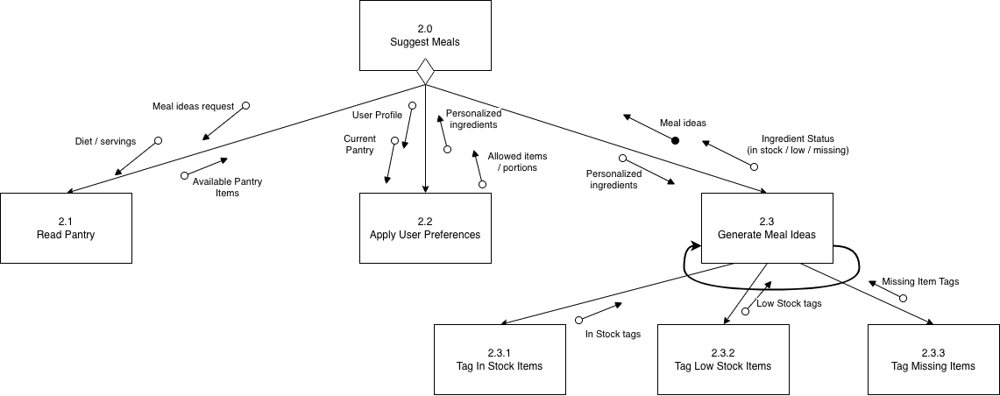 2.0
Suggest Meals
Meal ideas request
Diet / servings
Available Pantry
Items
User Profile
Current
Pantry
Personalized
ingredients
Allowed items
/ portions
Meal ideas
Ingredient Status
(in stock / low / missing)
Personalized
ingredients
2.1
Read Pantry
2.2
Apply User Preferences
2.3
Generate Meal Ideas
In Stock tags
Low Stock tags
Missing Item Tags
2.3.1
Tag In Stock Items
2.3.2
Tag Low Stock Items
2.3.3
Tag Missing Items